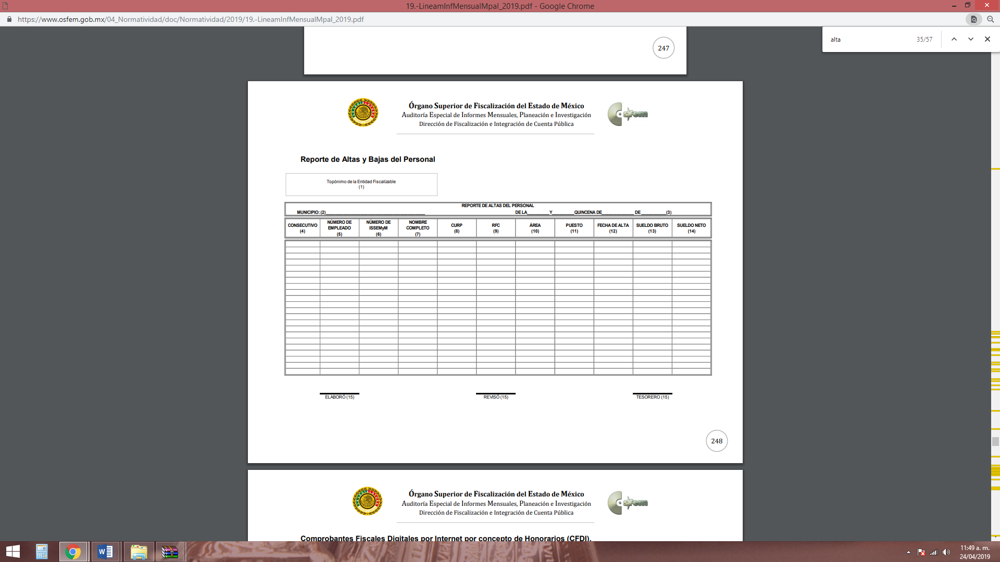 19.-LineamInfMensualMpal_2019.pdf - Google Chrome
https://www.osfem.gob.mx/04_Normatividad/doc/Normatividad/2019/19.-LineamInfMensualMpal_2019.pdf
alta 35/57
247
Órgano Superior de Fiscalización del Estado de México
Auditoría Especial de Informes Mensuales, Planeación e Investigación
Dirección de Fiscalización e Integración de Cuenta Pública
osfem
Reporte de Altas y Bajas del Personal
Topónimo de la Entidad Fiscalizable
(1)
REPORTE DE ALTAS DEL PERSONAL
MUNICIPIO: (2)________ DE LA________Y________QUINCENA DE________ DE ________(3)
CONSECUTIVO (4) NÚMERO DE EMPLEADO (5) NÚMERO DE ISSEMyM (6) NOMBRE COMPLETO (7) CURP (8) RFC (9) ÁREA (10) PUESTO (11) FECHA DE ALTA (12) SUELDO BRUTO (13) SUELDO NETO (14)
ELABORÓ (15) REVISÓ (15) TESORERO (15)
248
Órgano Superior de Fiscalización del Estado de México
Auditoría Especial de Informes Mensuales, Planeación e Investigación
Dirección de Fiscalización e Integración de Cuenta Pública
osfem
Comprobantes Fiscales Digitales por Internet por concepto de Honorarios (CFDI).
11:49 a. m.
24/04/2019